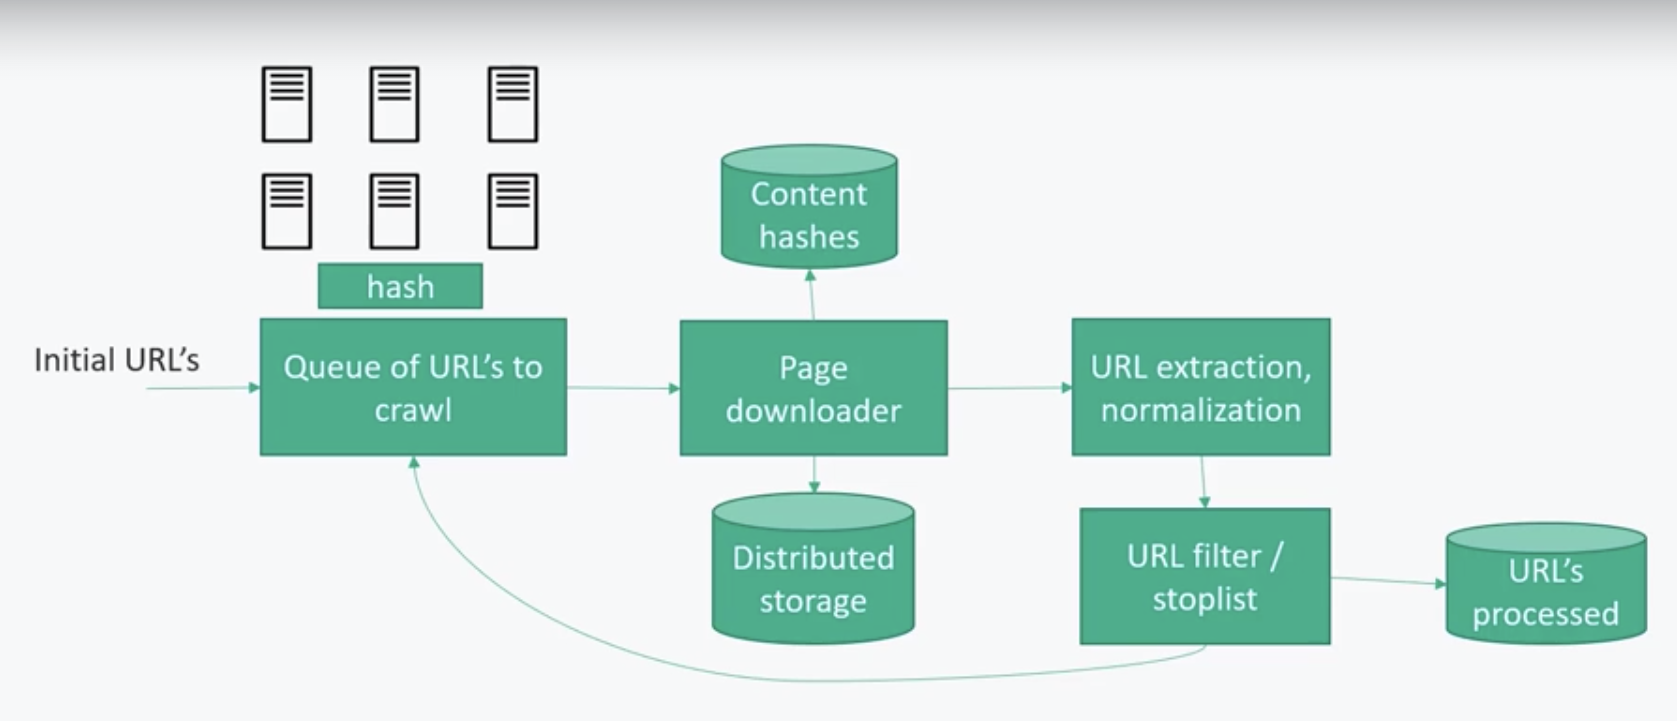 hash
Initial URL's
Queue of URL's to
crawl
Content
hashes
Page
downloader
Distributed
storage
URL extraction,
normalization
URL filter /
stoplist
URL's
processed